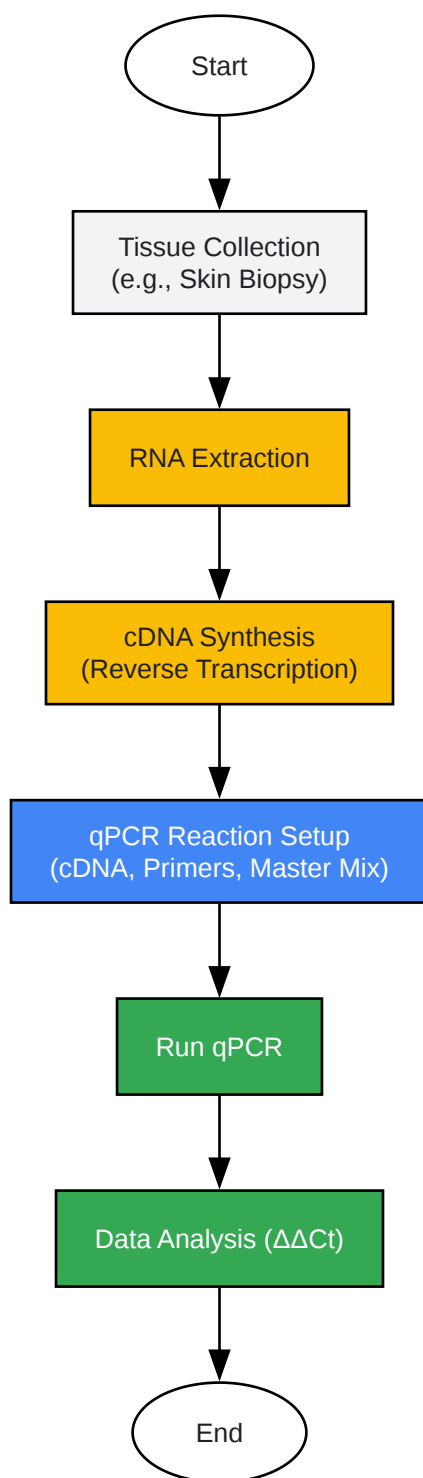 Start
Tissue Collection
(e.g., Skin Biopsy)
RNA Extraction
cDNA Synthesis
(Reverse Transcription)
qPCR Reaction Setup
(cDNA, Primers, Master Mix)
Run qPCR
Data Analysis (ΔΔCt)
End